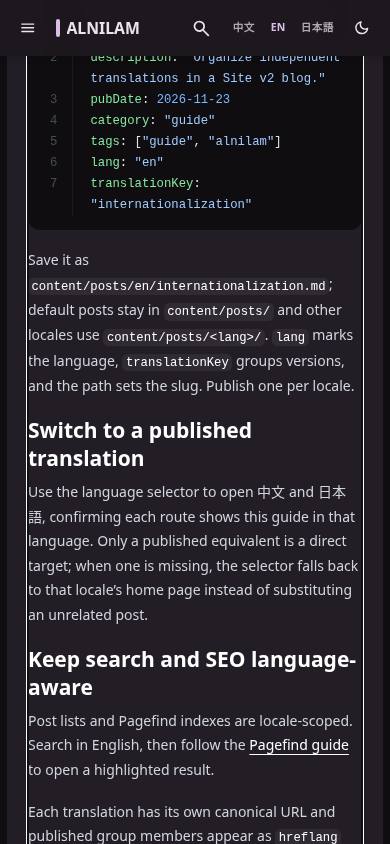 ALNILAM 中文 EN 日本語
2 description: "Organize independent
translations in a Site v2 blog."
3 pubDate: 2026-11-23
4 category: "guide"
5 tags: ["guide", "alnilam"]
6 lang: "en"
7 translationKey:
"internationalization"
Save it as
content/posts/en/internationalization.md;
default posts stay in content/posts/ and other
locales use content/posts/<lang>/. lang marks
the language, translationKey groups versions,
and the path sets the slug. Publish one per locale.
Switch to a published
translation
Use the language selector to open 中文 and 日本
語, confirming each route shows this guide in that
language. Only a published equivalent is a direct
target; when one is missing, the selector falls back
to that locale’s home page instead of substituting
an unrelated post.
Keep search and SEO language-
aware
Post lists and Pagefind indexes are locale-scoped.
Search in English, then follow the Pagefind guide
to open a highlighted result.
Each translation has its own canonical URL and
published group members appear as hreflang